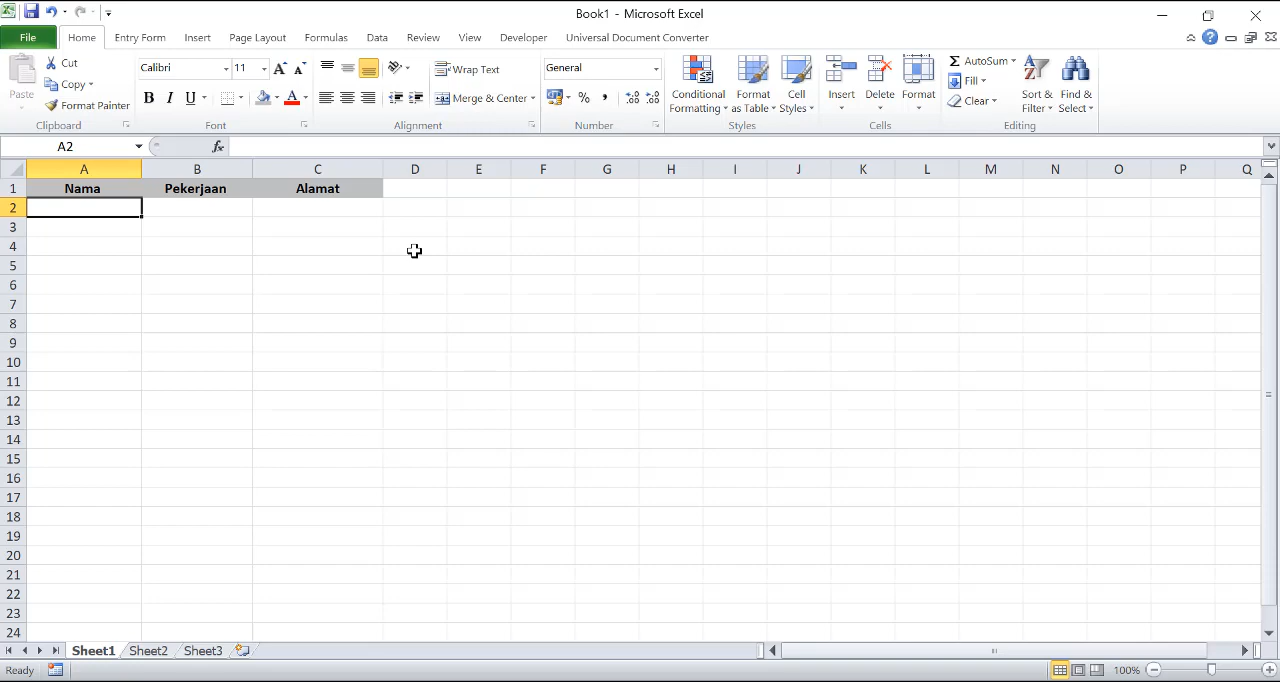 Book1 - Microsoft Excel
File Home Entry Form Insert Page Layout Formulas Data Review View Developer Universal Document Converter
Paste
Cut
Copy
Format Painter
Clipboard
Calibri 11
B I U A
Font
Wrap Text
Merge & Center
Alignment
General
% ,
Number
Conditional Formatting
Format as Table
Cell Styles
Styles
Insert
Delete
Format
Cells
Σ AutoSum
Fill
Clear
Sort & Filter
Find & Select
Editing
A2 fx
A B C D E F G H I J K L M N O P Q
1 Nama Pekerjaan Alamat
2
3
4
5
6
7
8
9
10
11
12
13
14
15
16
17
18
19
20
21
22
23
24
Sheet1 Sheet2 Sheet3
Ready 100%